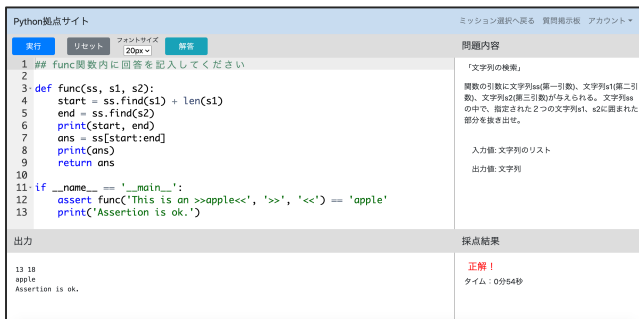 Python拠点サイト
ミッション選択へ戻る 質問掲示板 アカウント
実行 リセット フォントサイズ 20px 解答
問題内容
1 ## func関数内に回答を記入してください
2
3 def func(ss, s1, s2):
4 start = ss.find(s1) + len(s1)
5 end = ss.find(s2)
6 print(start, end)
7 ans = ss[start:end]
8 print(ans)
9 return ans
10
11 if __name__ == '__main__':
12 assert func('This is an >>apple<<', '>>', '<<') == 'apple'
13 print('Assertion is ok.')
「文字列の検索」
関数の引数に文字列ss(第一引数)、文字列s1(第二引
数)、文字列s2(第三引数)が与えられる。 文字列ss
の中で、指定された２つの文字列s1、s2に囲まれた
部分を抜き出せ。
入力値: 文字列のリスト
出力値: 文字列
出力
13 18
apple
Assertion is ok.
採点結果
正解！
タイム：0分54秒